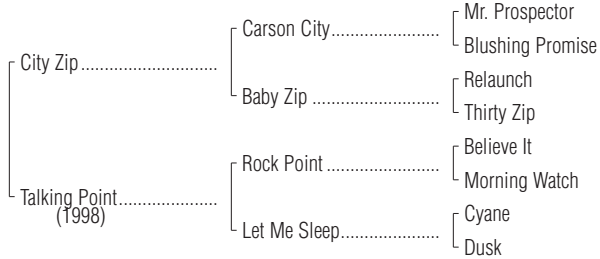 Mr. Prospector
Carson City
Blushing Promise
City Zip
Relaunch
Baby Zip
Thirty Zip
Believe It
Rock Point
Morning Watch
Talking Point
(1998)
Cyane
Let Me Sleep
Dusk